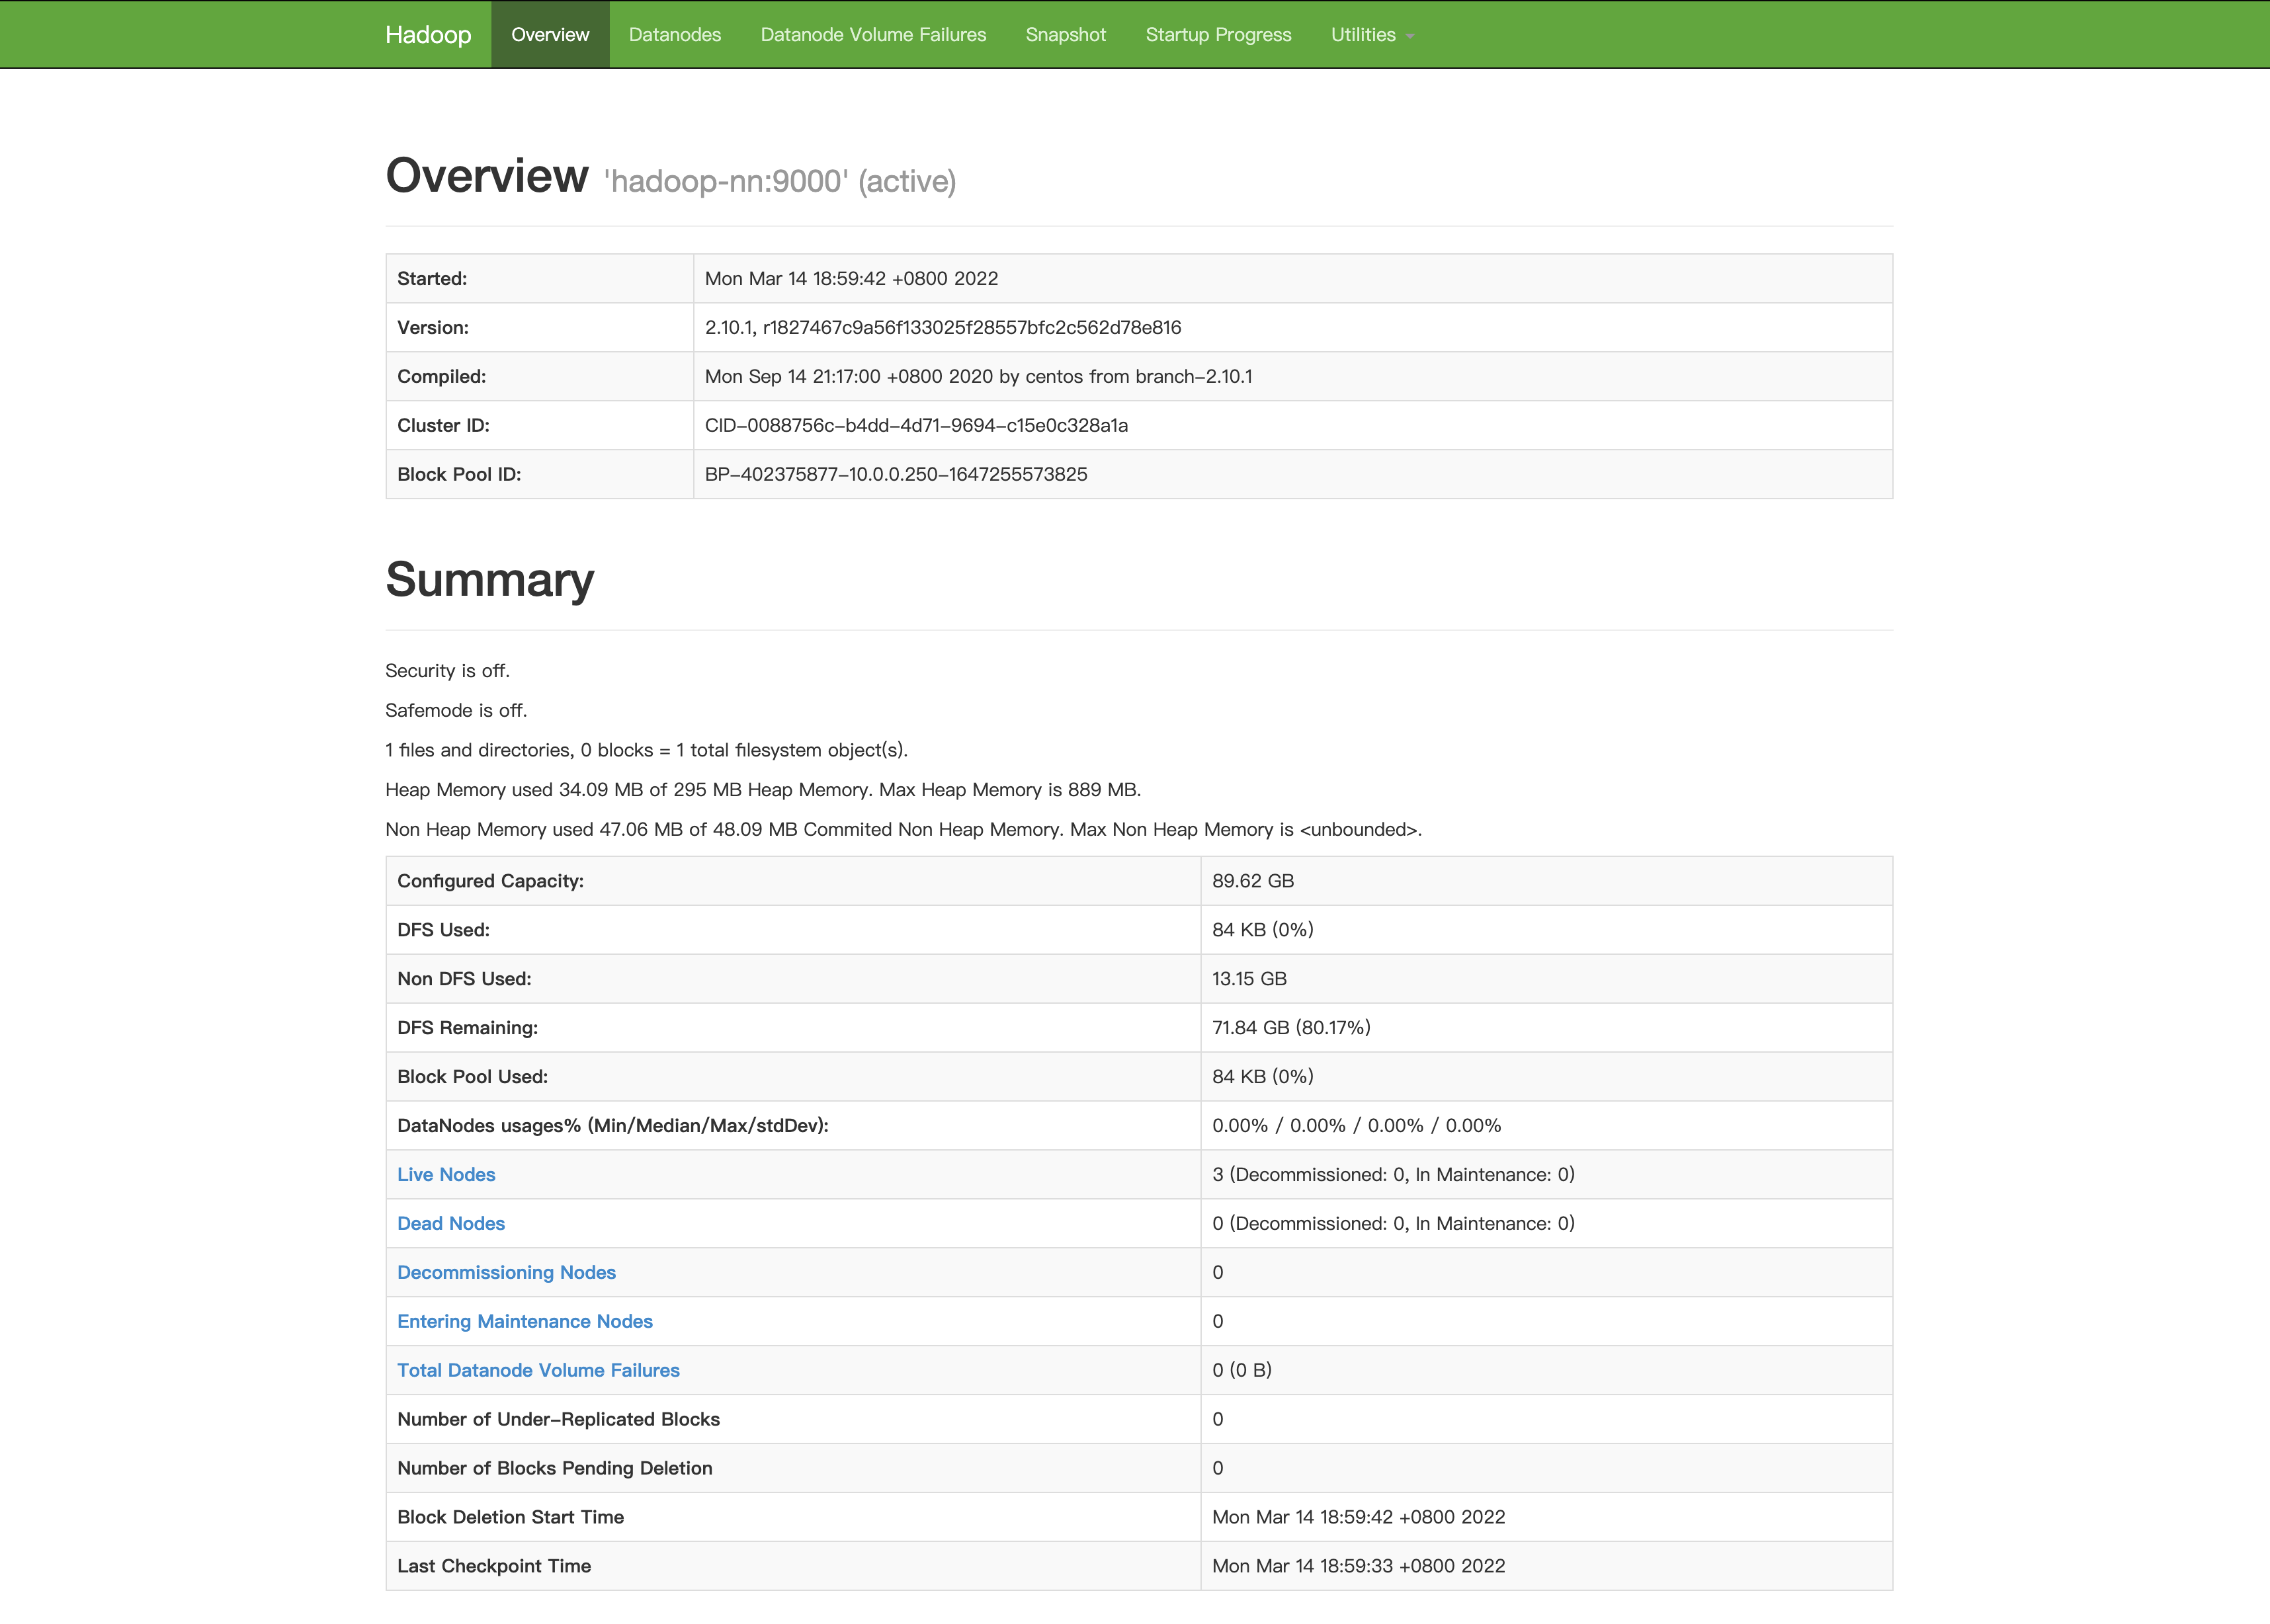 Hadoop Overview Datanodes Datanode Volume Failures Snapshot Startup Progress Utilities
Overview 'hadoop-nn:9000' (active)
Started: Mon Mar 14 18:59:42 +0800 2022
Version: 2.10.1, r1827467c9a56f133025f28557bfc2c562d78e816
Compiled: Mon Sep 14 21:17:00 +0800 2020 by centos from branch-2.10.1
Cluster ID: CID-0088756c-b4dd-4d71-9694-c15e0c328a1a
Block Pool ID: BP-402375877-10.0.0.250-1647255573825
Summary
Security is off.
Safemode is off.
1 files and directories, 0 blocks = 1 total filesystem object(s).
Heap Memory used 34.09 MB of 295 MB Heap Memory. Max Heap Memory is 889 MB.
Non Heap Memory used 47.06 MB of 48.09 MB Commited Non Heap Memory. Max Non Heap Memory is <unbounded>.
Configured Capacity: 89.62 GB
DFS Used: 84 KB (0%)
Non DFS Used: 13.15 GB
DFS Remaining: 71.84 GB (80.17%)
Block Pool Used: 84 KB (0%)
DataNodes usages% (Min/Median/Max/stdDev): 0.00% / 0.00% / 0.00% / 0.00%
Live Nodes 3 (Decommissioned: 0, In Maintenance: 0)
Dead Nodes 0 (Decommissioned: 0, In Maintenance: 0)
Decommissioning Nodes 0
Entering Maintenance Nodes 0
Total Datanode Volume Failures 0 (0 B)
Number of Under-Replicated Blocks 0
Number of Blocks Pending Deletion 0
Block Deletion Start Time Mon Mar 14 18:59:42 +0800 2022
Last Checkpoint Time Mon Mar 14 18:59:33 +0800 2022